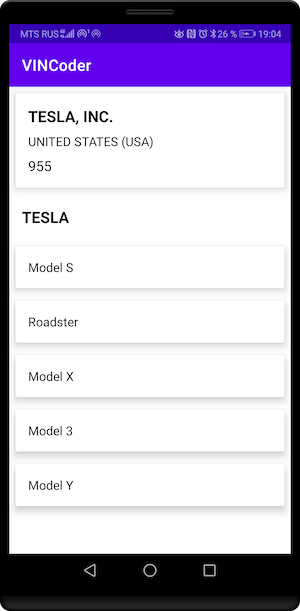 MTS RUS 26 % 19:04
VINCoder
TESLA, INC.
UNITED STATES (USA)
955
TESLA
Model S
Roadster
Model X
Model 3
Model Y